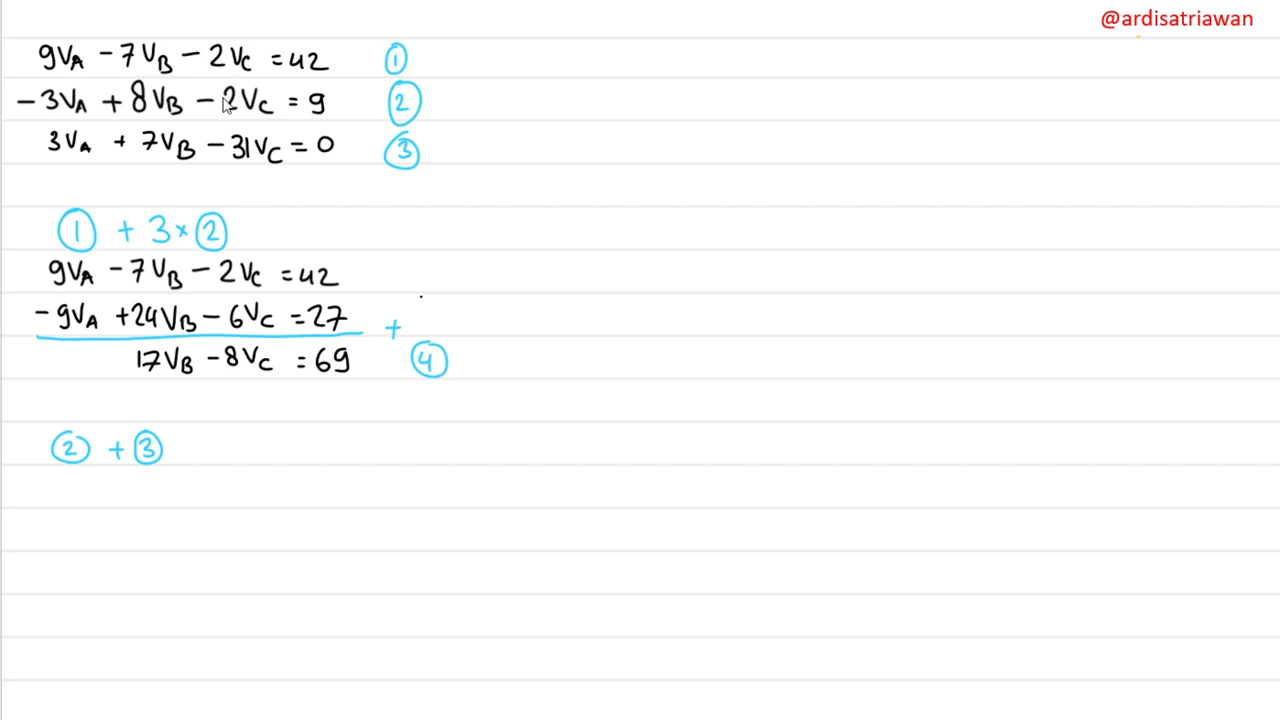 @ardisatriawan
9VA - 7VB - 2VC = 42 ①
-3VA + 8VB - 2VC = 9 ②
3VA + 7VB - 31VC = 0 ③
① + 3 × ②
9VA - 7VB - 2VC = 42
-9VA + 24VB - 6VC = 27 +
17VB - 8VC = 69 ④
② + ③